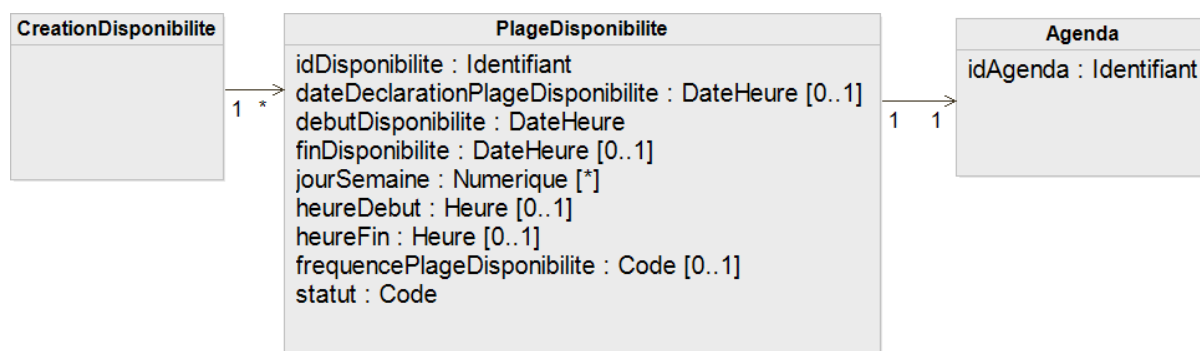 CreationDisponibilite
1 *
PlageDisponibilite
idDisponibilite : Identifiant
dateDeclarationPlageDisponibilite : DateHeure [0..1]
debutDisponibilite : DateHeure
finDisponibilite : DateHeure [0..1]
jourSemaine : Numerique [*]
heureDebut : Heure [0..1]
heureFin : Heure [0..1]
frequencePlageDisponibilite : Code [0..1]
statut : Code
1 1
Agenda
idAgenda : Identifiant